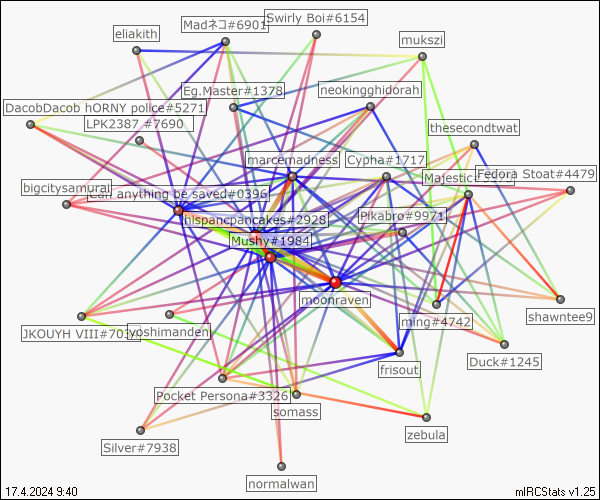 Swirly Boi#6154
Madネコ#6901
eliakith
mukszi
Eg.Master#1378
neokingghidorah
DacobDacob hORNY police#5271
LPK2387 #7690
thesecondtwat
marcemadness
Cypha#1717
Fedora Stoat#4479
bigcitysamurai
Can anything be saved#0396
hispancpancakes#2928
Pikabro#9971
Mushy#1984
moonraven
ming#4742
shawntee9
JKOUYH VIII#70
yoshimanden
Duck#1245
frisout
Pocket Persona#3326
somass
zebula
Silver#7938
normalwan
17.4.2024 9:40
mIRCStats v1.25